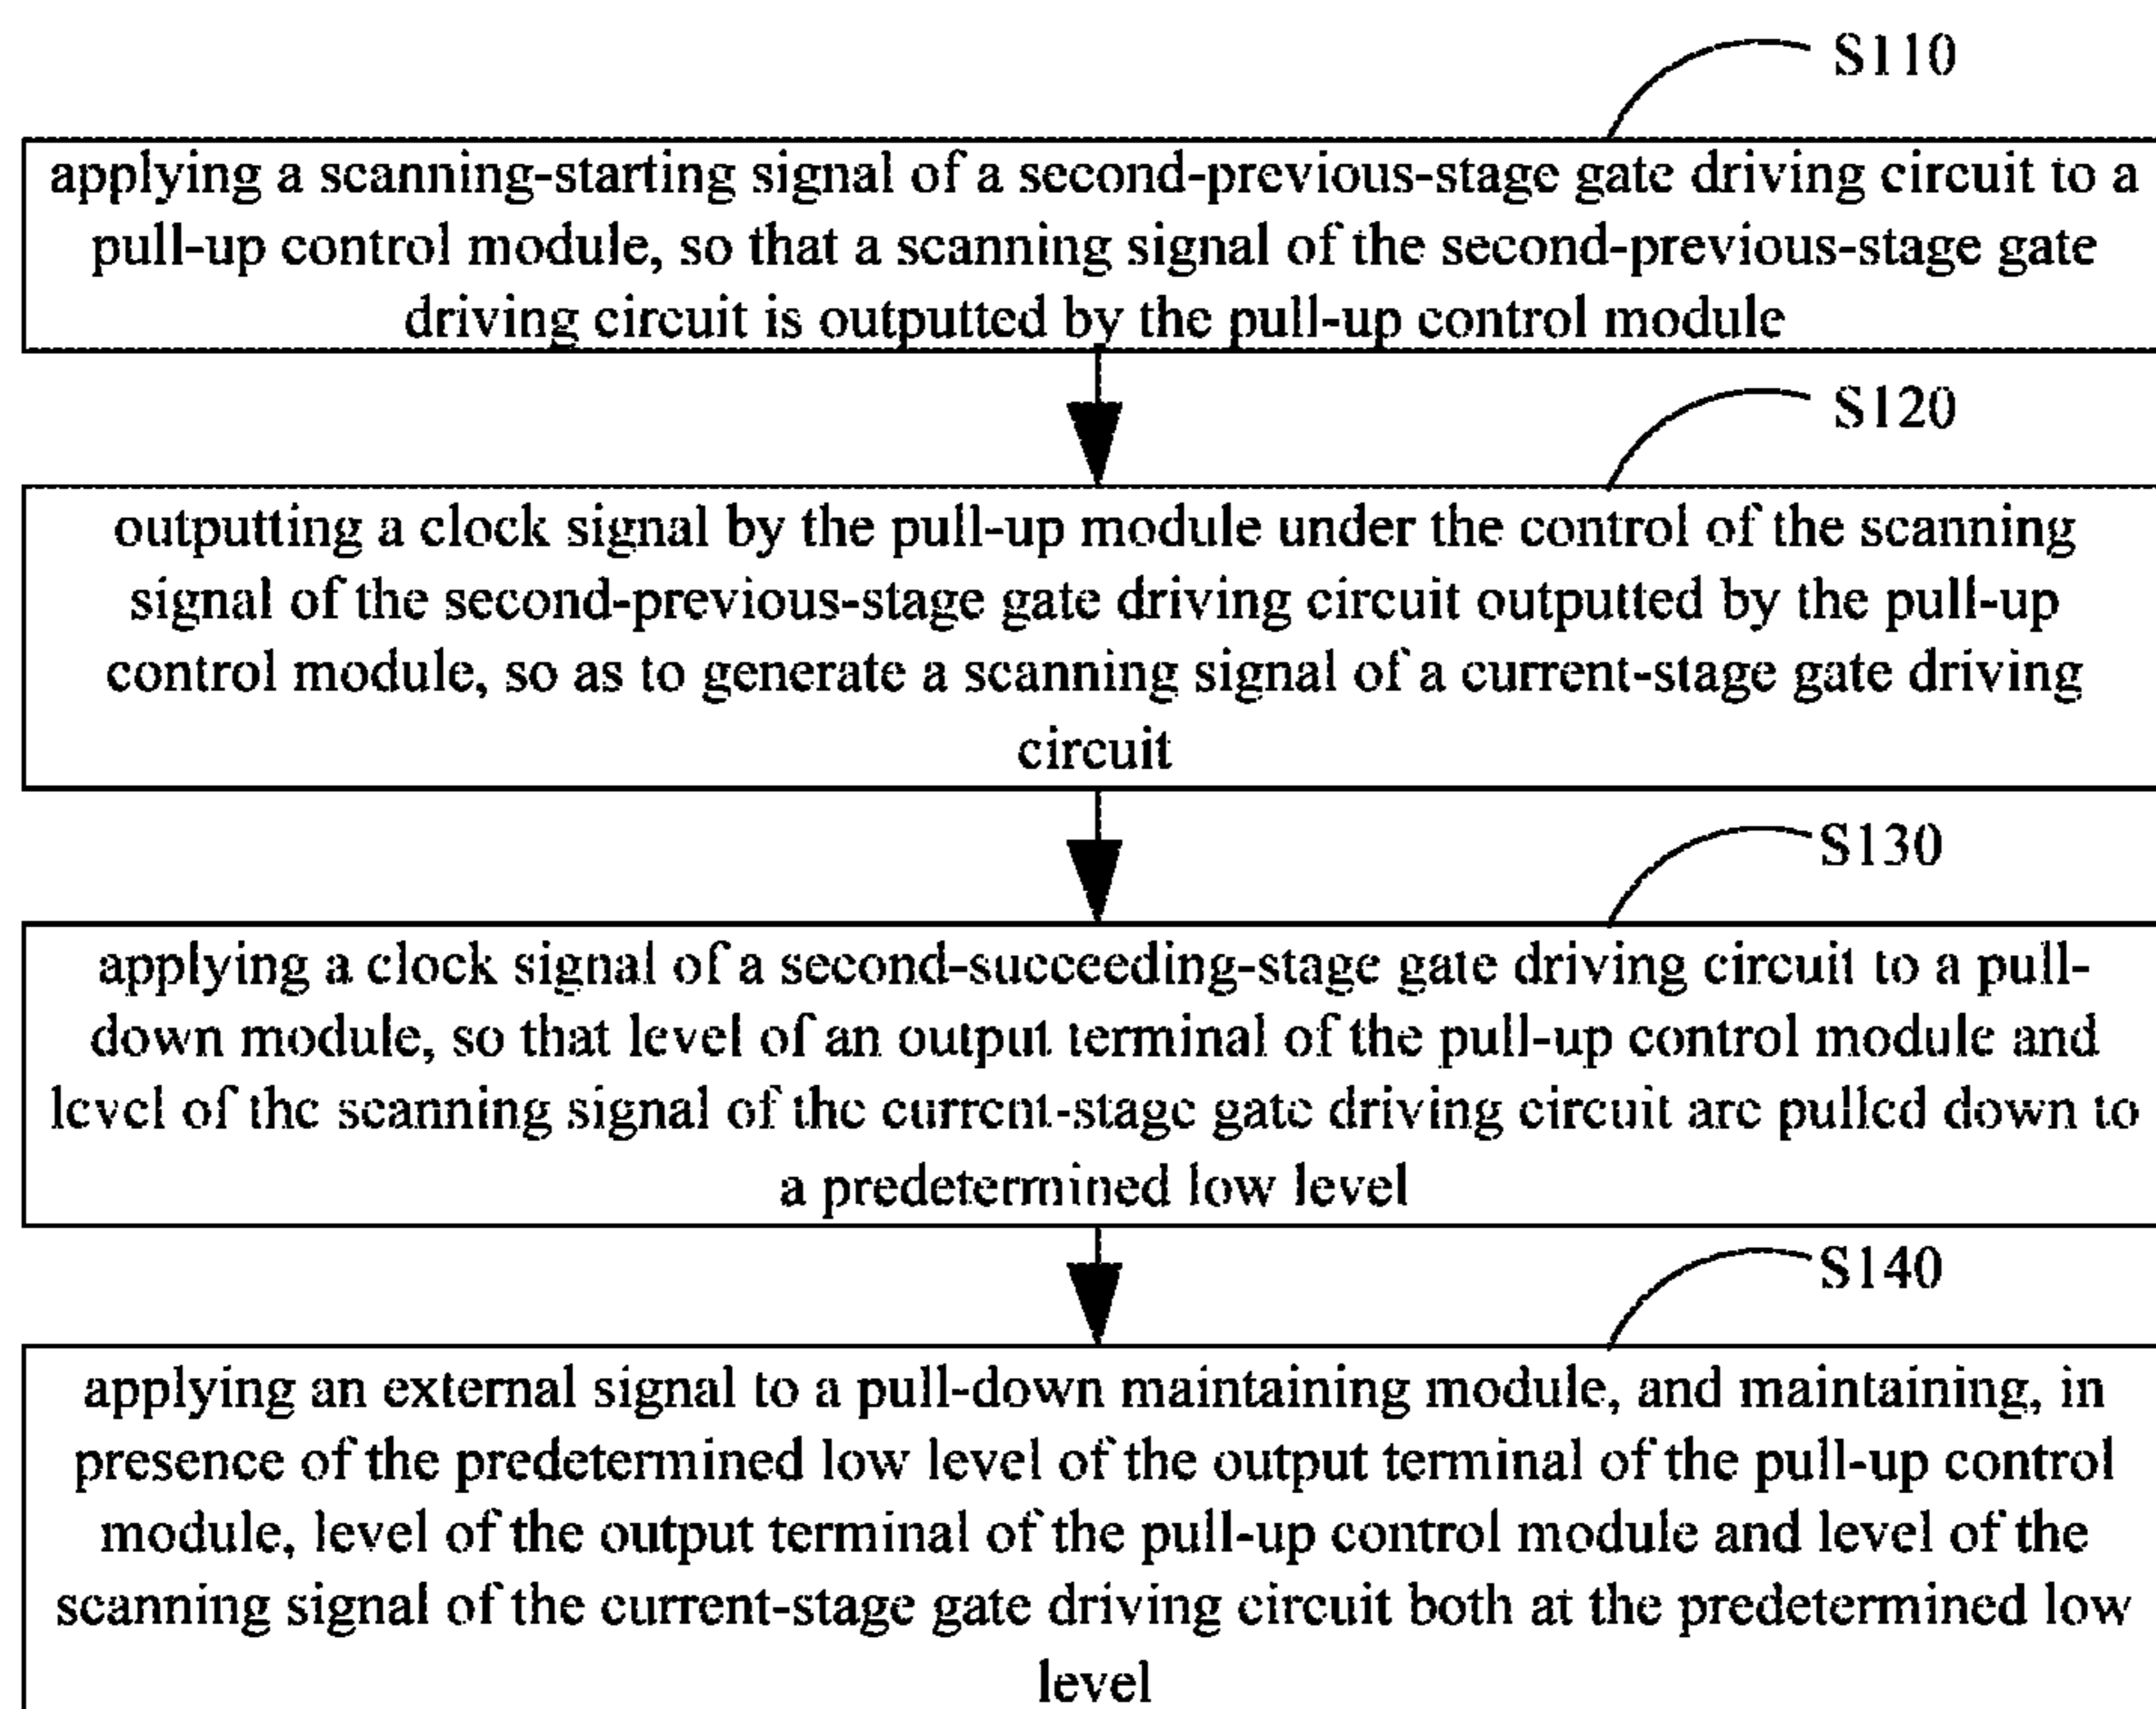 S110
applying a scanning-starting signal of a second-previous-stage gate driving circuit to a
pull-up control module, so that a scanning signal of the second-previous-stage gate
driving circuit is outputted by the pull-up control module
S120
outputting a clock signal by the pull-up module under the control of the scanning
signal of the second-previous-stage gate driving circuit outputted by the pull-up
control module, so as to generate a scanning signal of a current-stage gate driving
circuit
S130
applying a clock signal of a second-succeeding-stage gate driving circuit to a pull-
down module, so that level of an output terminal of the pull-up control module and
level of the scanning signal of the current-stage gate driving circuit are pulled down to
a predetermined low level
S140
applying an external signal to a pull-down maintaining module, and maintaining, in
presence of the predetermined low level of the output terminal of the pull-up control
module, level of the output terminal of the pull-up control module and level of the
scanning signal of the current-stage gate driving circuit both at the predetermined low
level